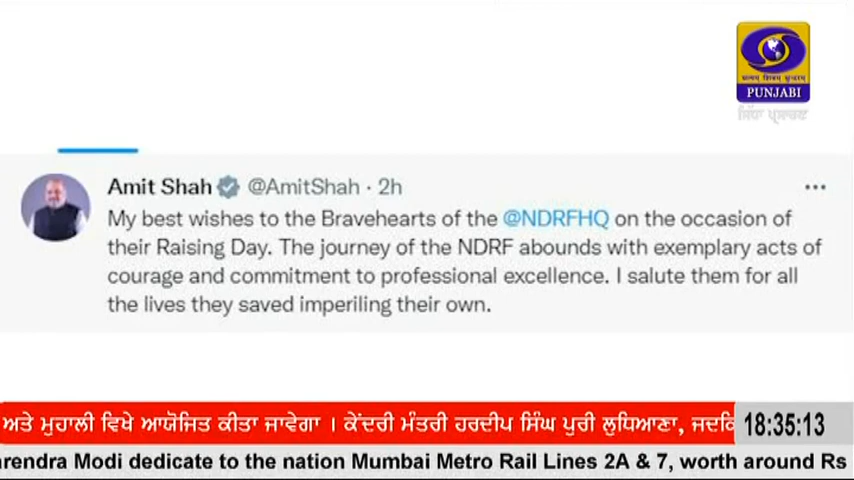 PUNJABI
ਸਿੱਧਾ ਪ੍ਰਸਾਰਣ
Amit Shah @AmitShah · 2h
My best wishes to the Bravehearts of the @NDRFHQ on the occasion of
their Raising Day. The journey of the NDRF abounds with exemplary acts of
courage and commitment to professional excellence. I salute them for all
the lives they saved imperiling their own.
ਅਤੇ ਮੁਹਾਲੀ ਵਿਖੇ ਆਯੋਜਿਤ ਕੀਤਾ ਜਾਵੇਗਾ । ਕੇਂਦਰੀ ਮੰਤਰੀ ਹਰਦੀਪ ਸਿੰਘ ਪੁਰੀ ਲੁਧਿਆਣਾ, ਜਦਕਿ
18:35:13
arendra Modi dedicate to the nation Mumbai Metro Rail Lines 2A & 7, worth around Rs